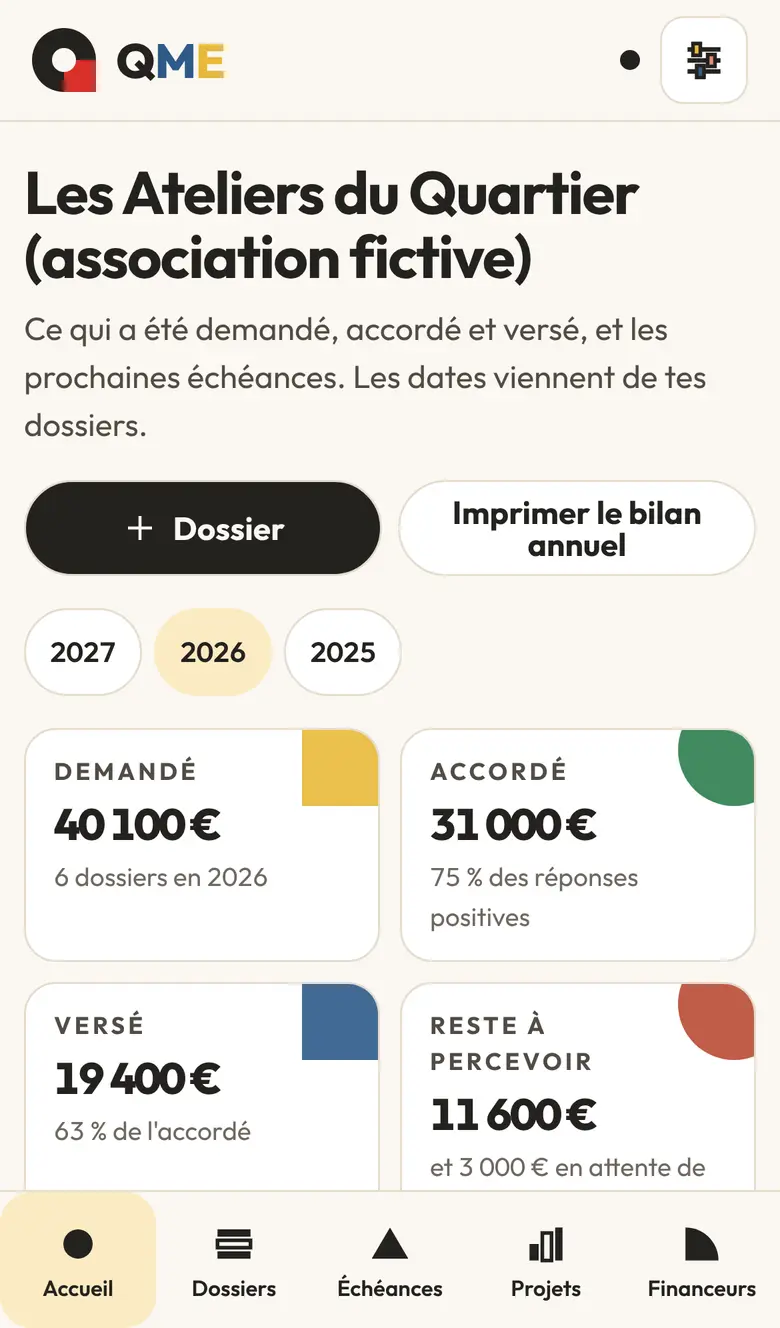 QME
Les Ateliers du Quartier
(association fictive)
Ce qui a été demandé, accordé et versé, et les
prochaines échéances. Les dates viennent de tes
dossiers.
+ Dossier
Imprimer le bilan
annuel
2027
2026
2025
DEMANDÉ
40 100 €
6 dossiers en 2026
ACCORDÉ
31 000 €
75 % des réponses
positives
VERSÉ
19 400 €
63 % de l'accordé
RESTE À
PERCEVOIR
11 600 €
et 3 000 € en attente de
Accueil
Dossiers
Échéances
Projets
Financeurs